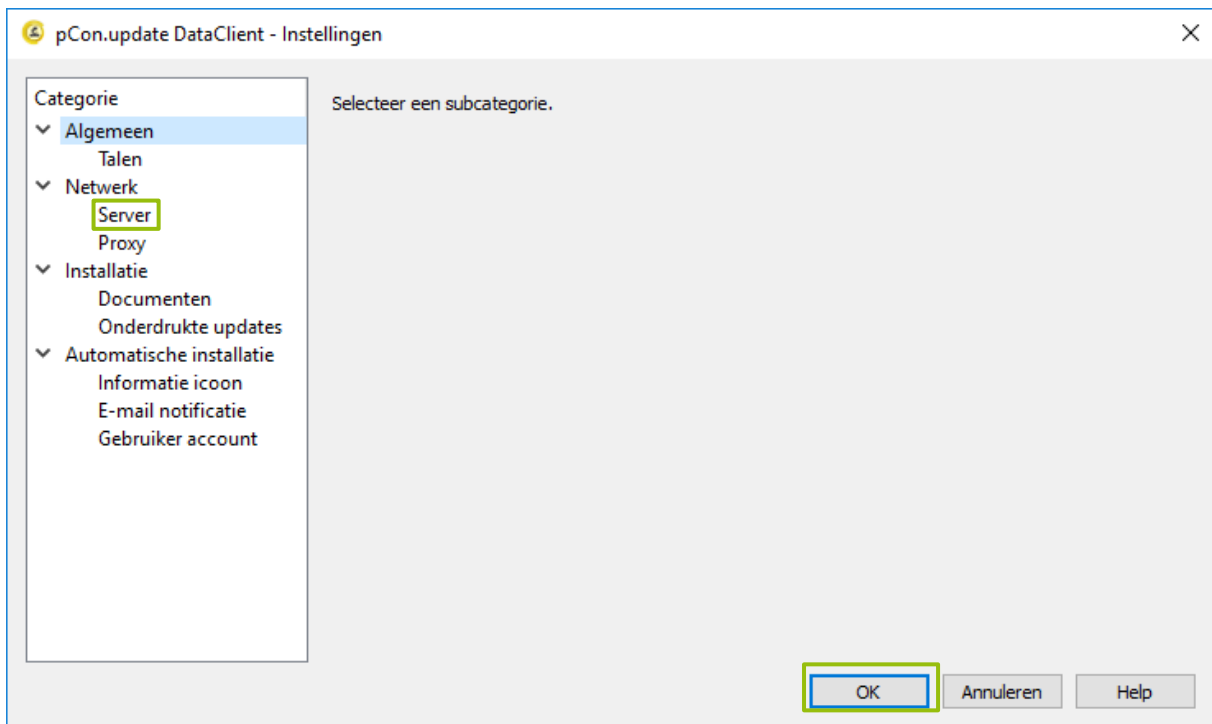 pCon.update DataClient - Instellingen
Categorie
Algemeen
Talen
Netwerk
Server
Proxy
Installatie
Documenten
Onderdrukte updates
Automatische installatie
Informatie icoon
E-mail notificatie
Gebruiker account
Selecteer een subcategorie.
OK
Annuleren
Help